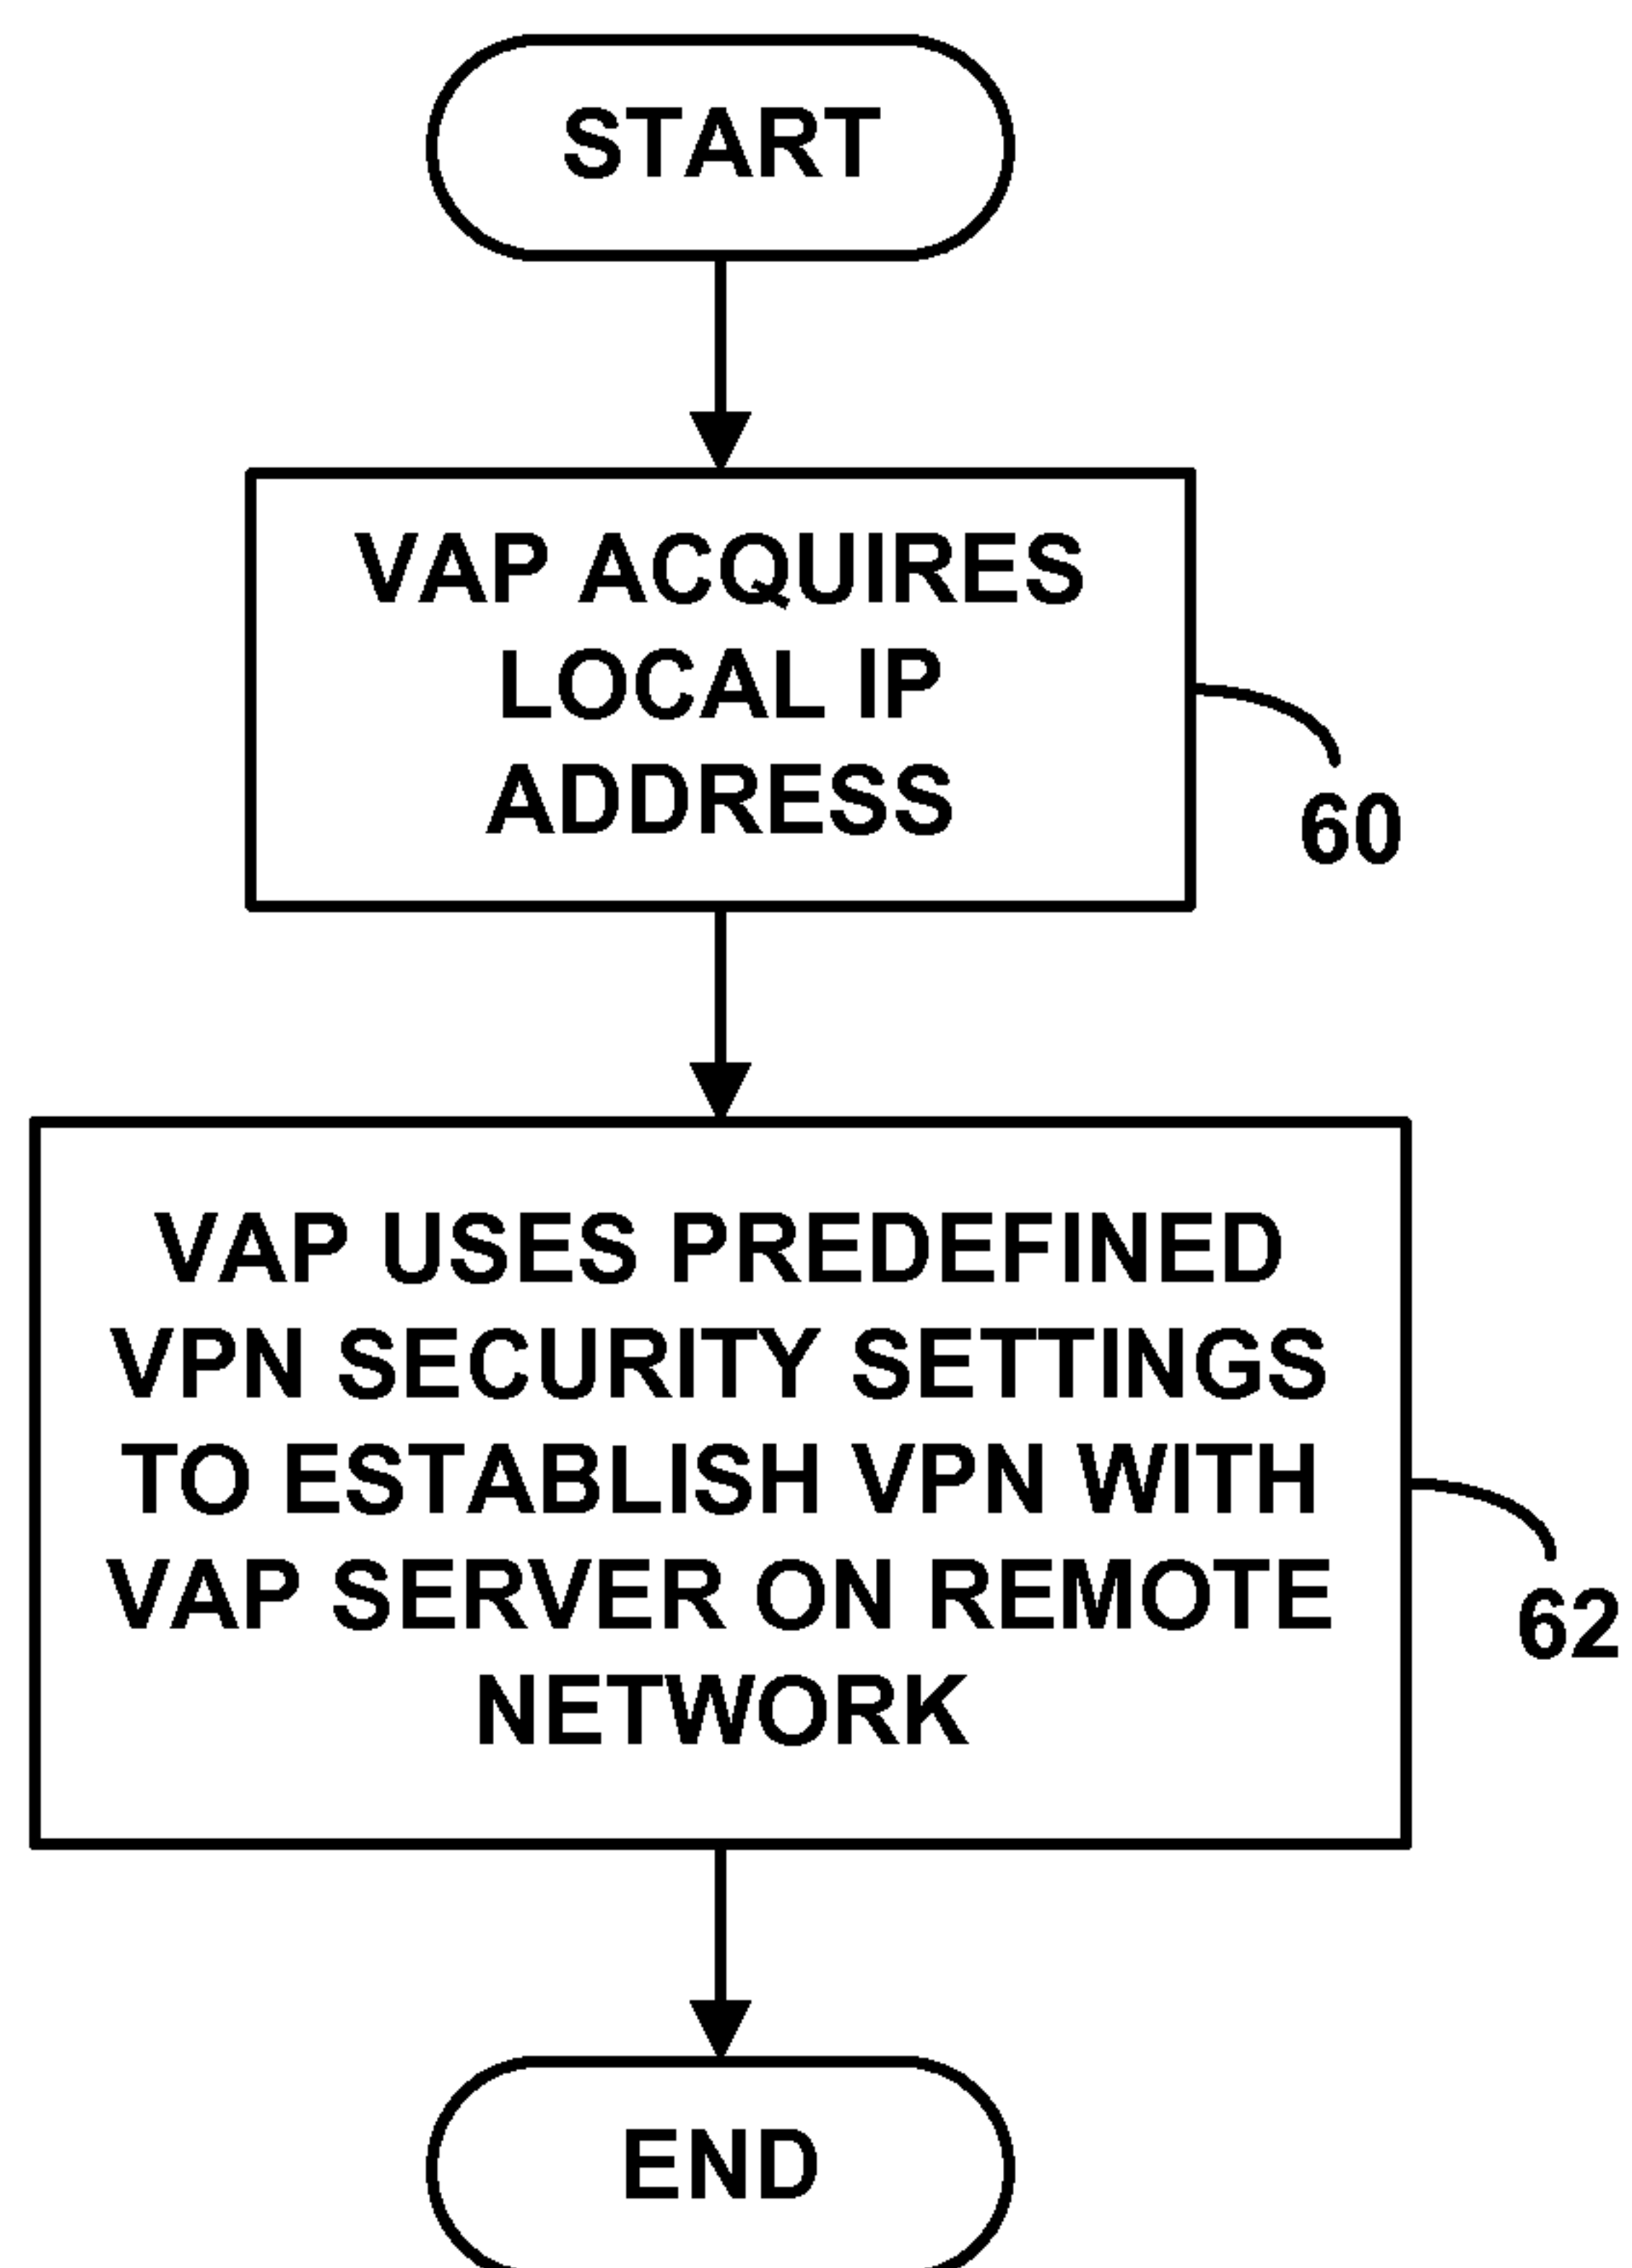 START
VAP ACQUIRES
LOCAL IP
ADDRESS
60
VAP USES PREDEFINED
VPN SECURITY SETTINGS
TO ESTABLISH VPN WITH
VAP SERVER ON REMOTE
NETWORK
62
END